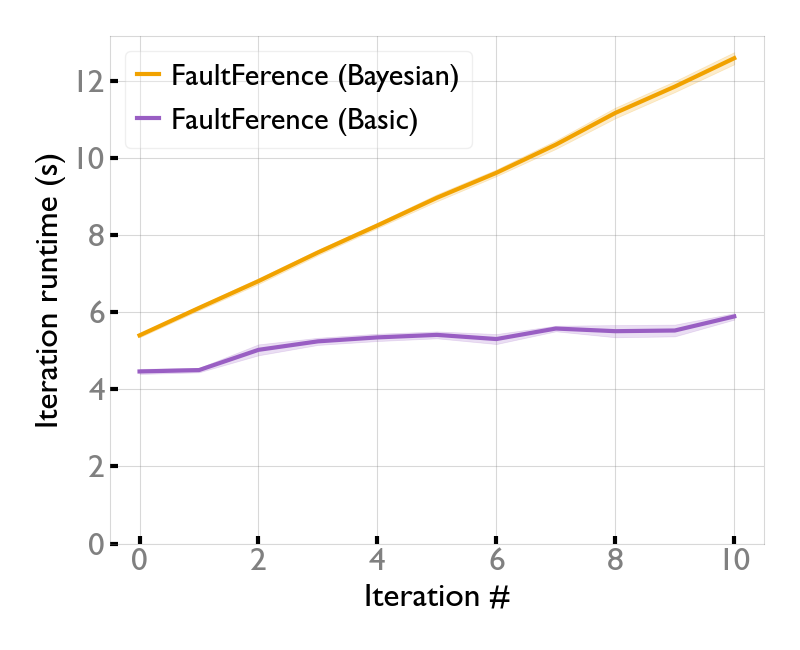 FaultFerence (Bayesian)
FaultFerence (Basic)
Iteration runtime (s)
12
10
8
6
4
2
0
0 2 4 6 8 10
Iteration #